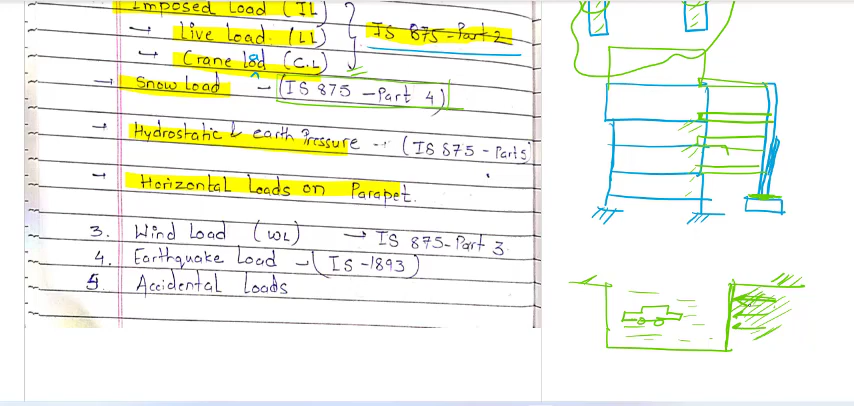 Imposed Load (IL)
→ Live Load. (LL)
IS 875-Part 2
→ Crane load (C.L)
→ Snow Load - (IS 875 -Part 4)
→ Hydrostatic & earth Pressure → (IS 875 - Part 5)
→ Horizontal Loads on Parapet.
3. Wind Load (WL) → IS 875-Part 3
4. Earthquake Load - (IS -1893)
5. Accidental Loads